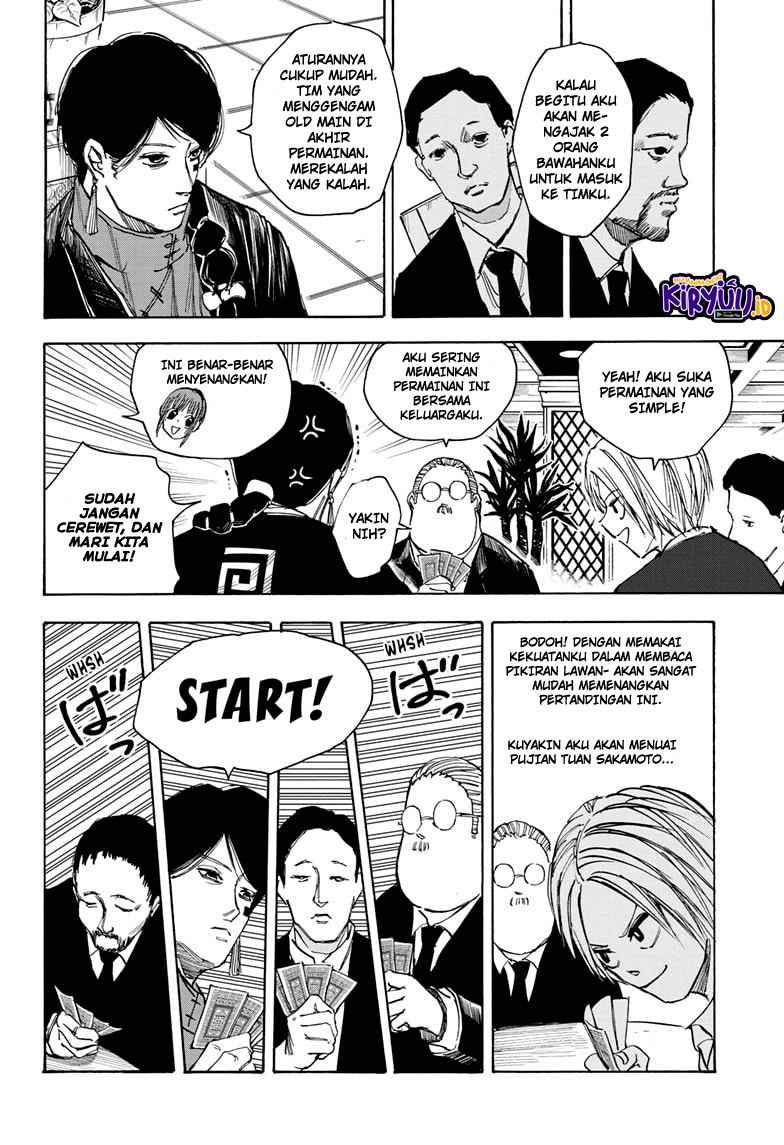 KALAU
BEGITU AKU
AKAN ME-
NGAJAK 2
ORANG
BAWAHANKU
UNTUK MASUK
KE TIMKU.
ATURANNYA
CUKUP MUDAH.
TIM YANG
MENGGENGAM
OLD MAIN DI
AKHIR
PERMAINAN.
MEREKALAH
YANG KALAH.
KIRYUU.ID
YEAH! AKU SUKA
PERMAINAN YANG
SIMPLE!
AKU SERING
MEMAINKAN
PERMAINAN INI
BERSAMA
KELUARGAKU.
YAKIN
NIH?
INI BENAR-BENAR
MENYENANGKAN!
SUDAH
JANGAN
CEREWET, DAN
MARI KITA
MULAI!
BODOH! DENGAN MEMAKAI
KEKUATANKU DALAM MEMBACA
PIKIRAN LAWAN- AKAN SANGAT
MUDAH MEMENANGKAN
PERTANDINGAN INI.
KUYAKIN AKU AKAN MENUAI
PUJIAN TUAN SAKAMOTO...
WHSH
ばっ
START!
WHSH
ばっ